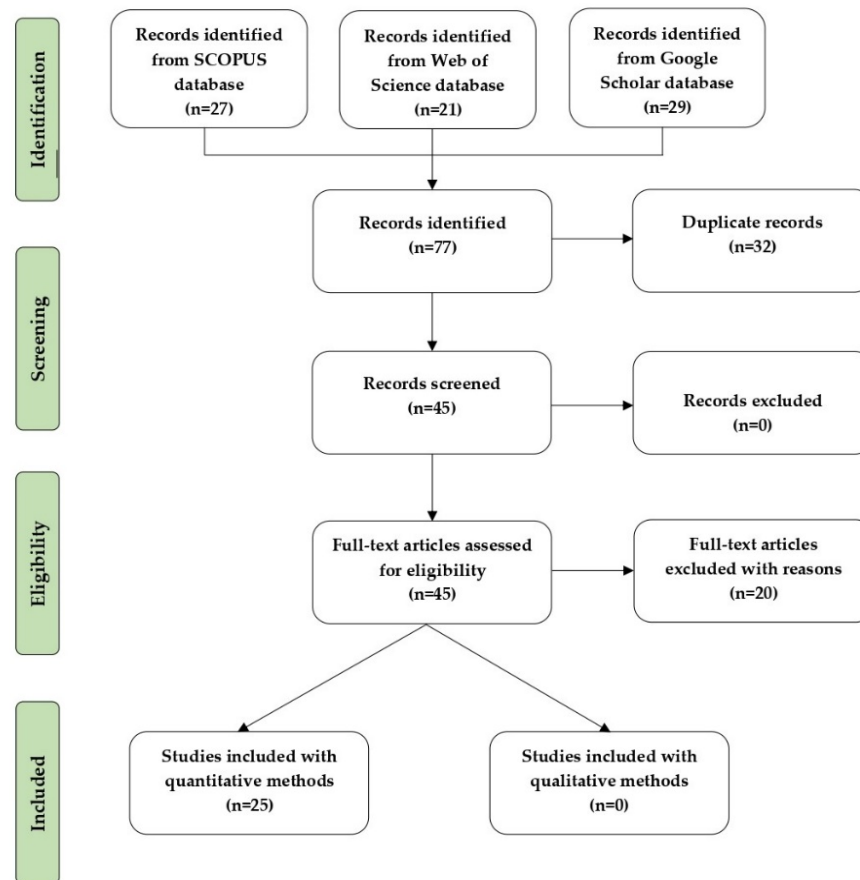 Identification
Records identified
from SCOPUS
database
(n=27)
Records identified
from Web of
Science database
(n=21)
Records identified
from Google
Scholar database
(n=29)
Records identified
(n=77)
Duplicate records
(n=32)
Screening
Records screened
(n=45)
Records excluded
(n=0)
Eligibility
Full-text articles assessed
for eligibility
(n=45)
Full-text articles
excluded with reasons
(n=20)
Included
Studies included with
quantitative methods
(n=25)
Studies included with
qualitative methods
(n=0)